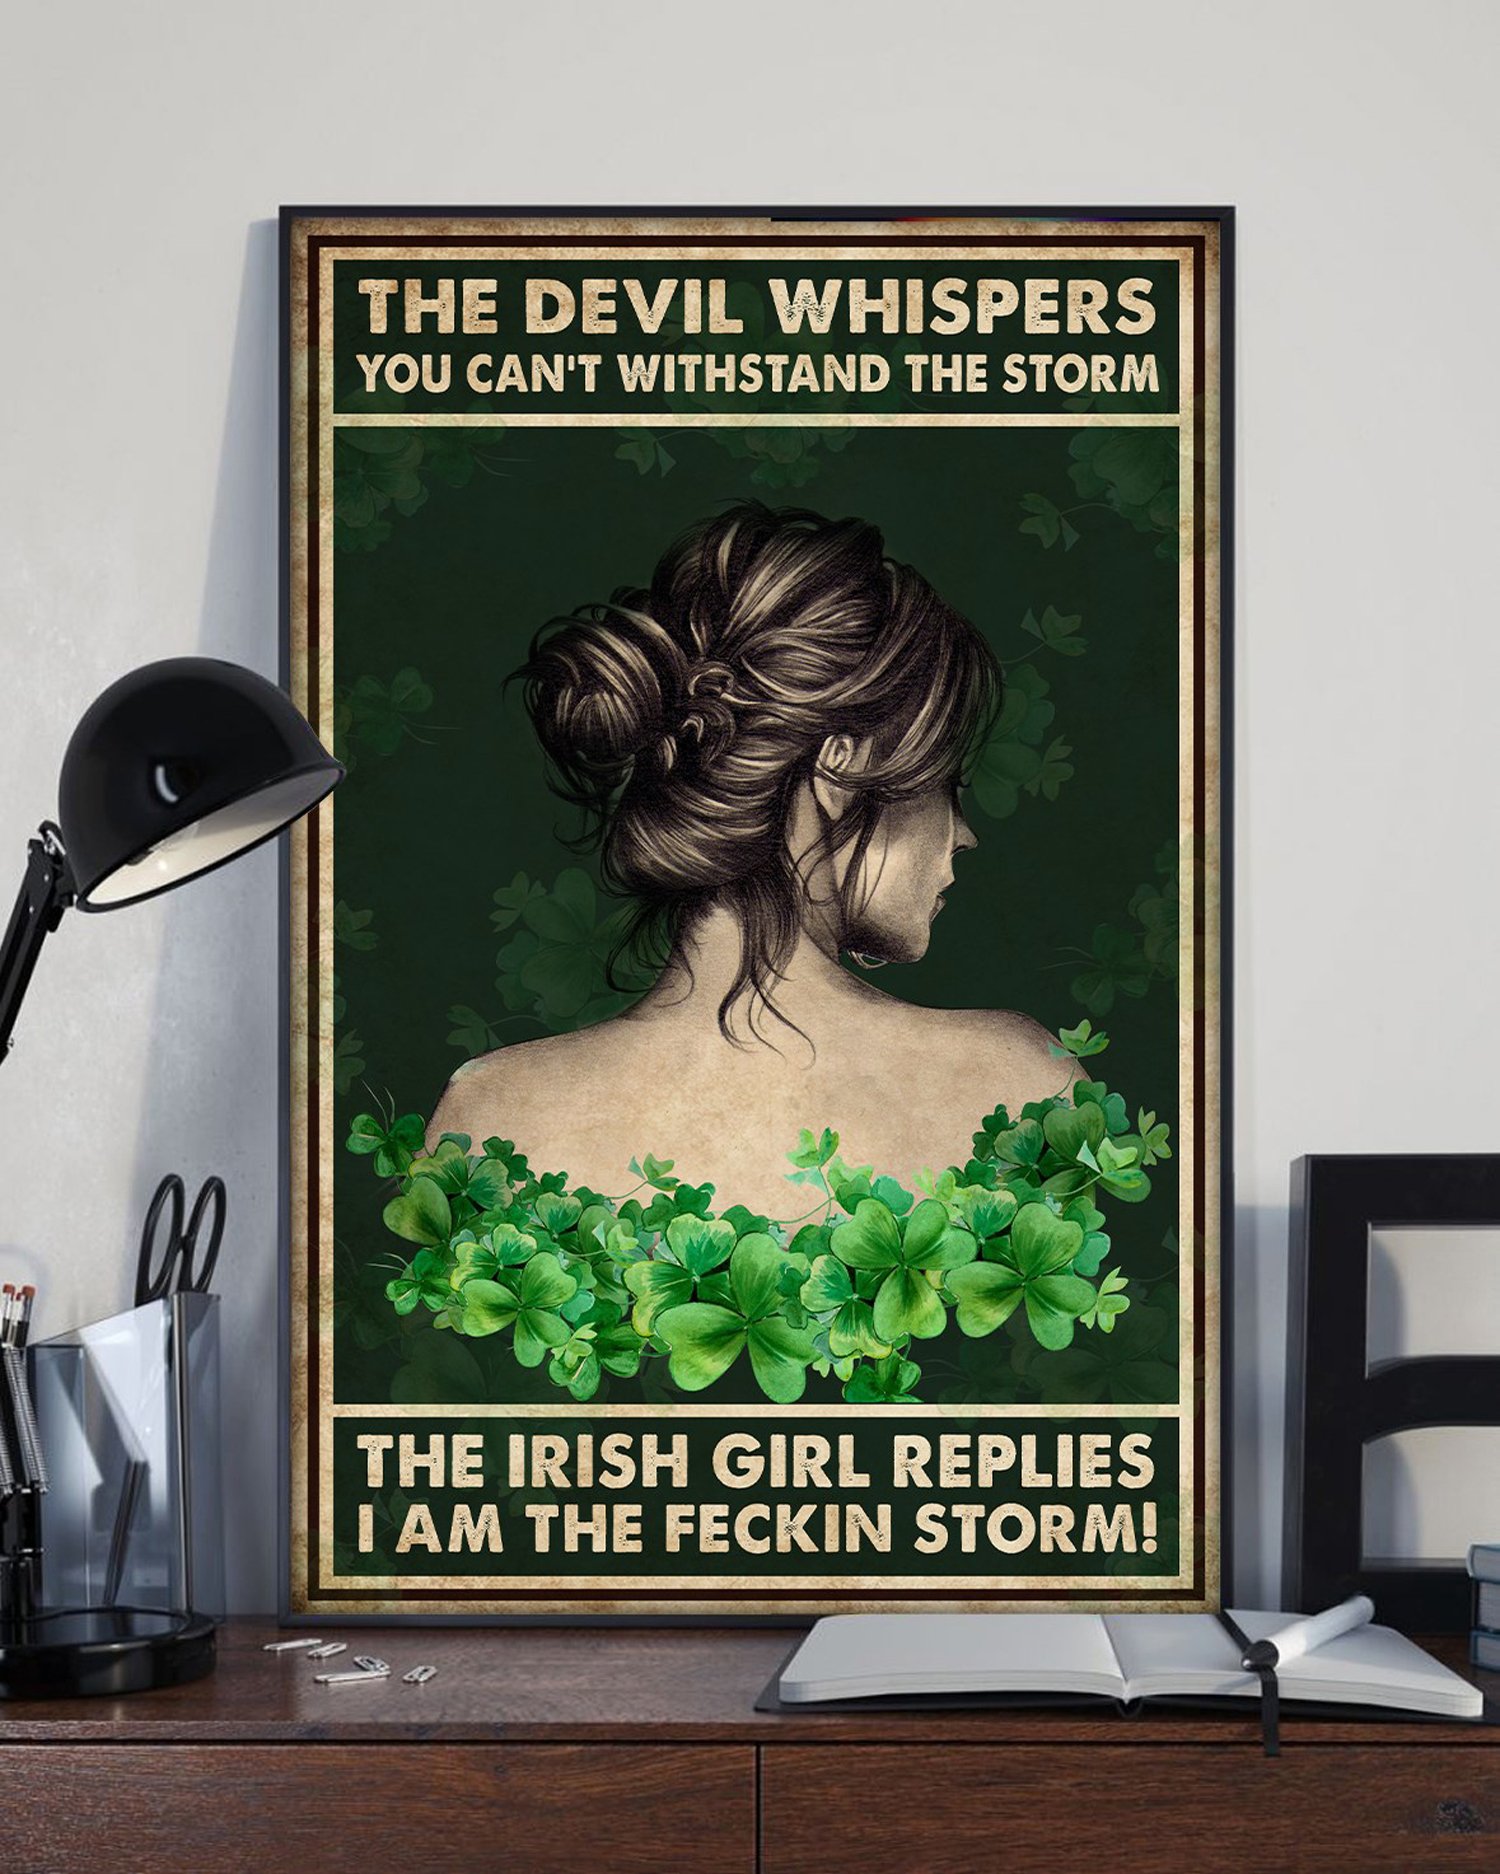 THE DEVIL WHISPERS
YOU CAN'T WITHSTAND THE STORM
THE IRISH GIRL REPLIES
I AM THE FECKIN STORM!